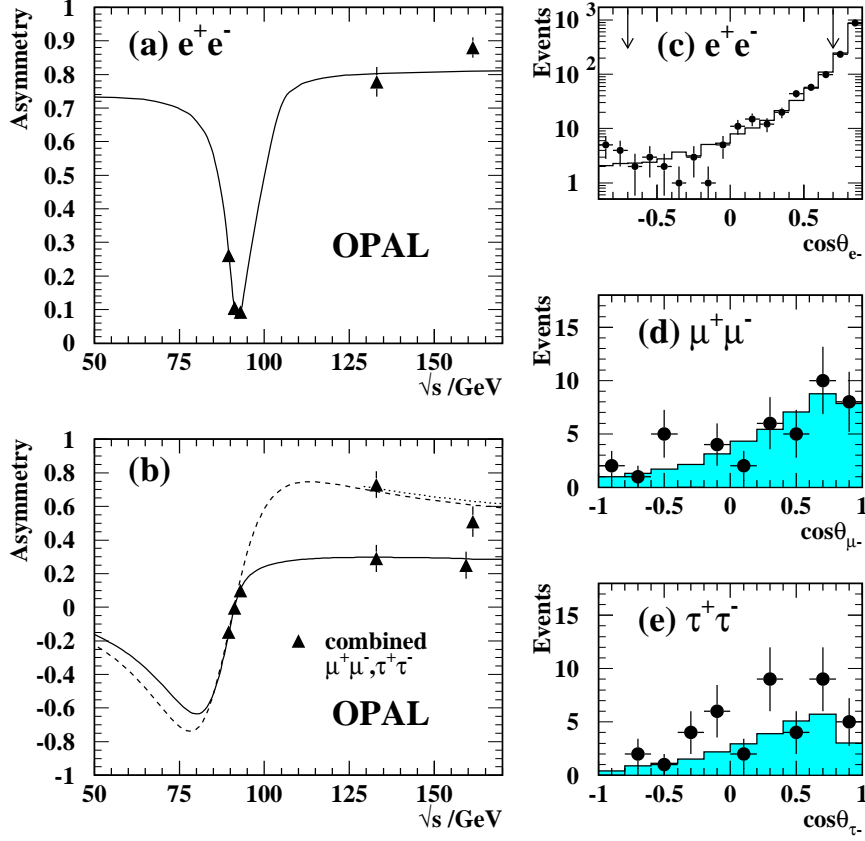 (a) e⁺e⁻
Asymmetry
0.9
0.8
0.7
0.6
0.5
0.4
0.3
0.2
0.1
0
OPAL
50 75 100 125 150
√s /GeV
(b)
Asymmetry
1
0.8
0.6
0.4
0.2
0
-0.2
-0.4
-0.6
-0.8
-1
combined
μ⁺μ⁻,τ⁺τ⁻
OPAL
50 75 100 125 150
√s /GeV
(c) e⁺e⁻
Events
10³
10²
10
1
-0.5 0 0.5
cosθe-
(d) μ⁺μ⁻
Events
15
10
5
0
-1 -0.5 0 0.5 1
cosθμ-
(e) τ⁺τ⁻
Events
15
10
5
0
-1 -0.5 0 0.5 1
cosθτ-